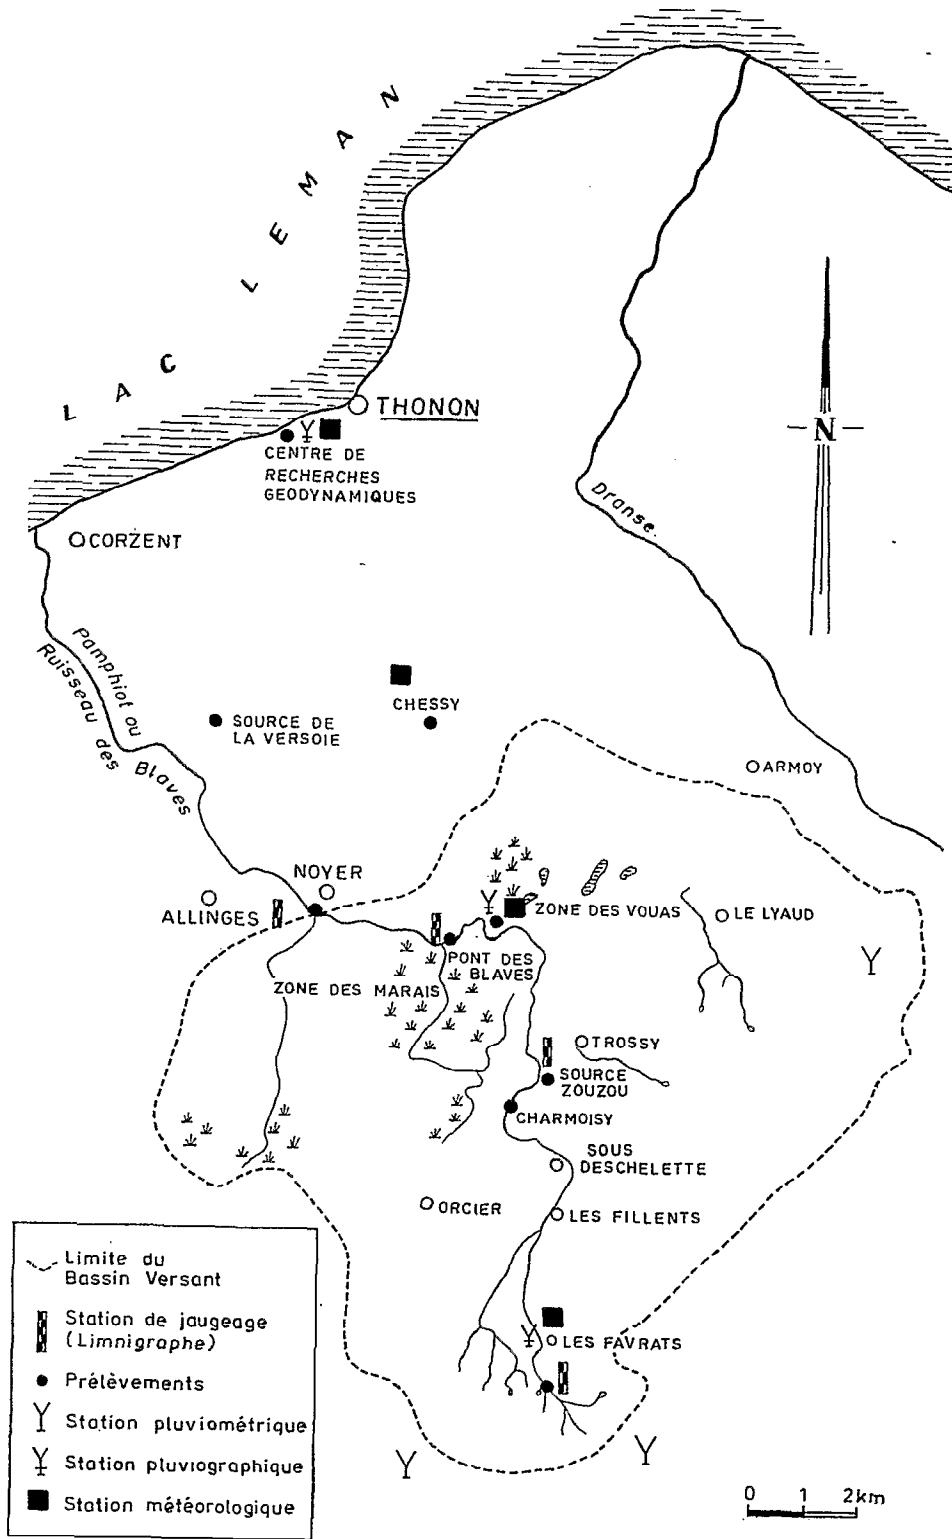 LAC LEMAN
THONON
CENTRE DE
RECHERCHES
GEODYNAMIQUES
N
Dranse
CORZENT
Pamphiot ou
Ruisseau des Blaves
CHESSY
SOURCE DE
LA VERSOIE
ARMOY
NOYER
ALLINGES
ZONE DES VOUAS
LE LYAUD
PONT DES
BLAVES
ZONE DES MARAIS
TROSSY
SOURCE
ZOUZOU
CHARMOISY
SOUS
DESCHELETTE
ORCIER
LES FILLENTS
LES FAVRATS
Limite du
Bassin Versant
Station de jaugeage
(Limnigraphe)
Prélêvements
Station pluviométrique
Station pluviographique
Station météorologique
0 1 2km